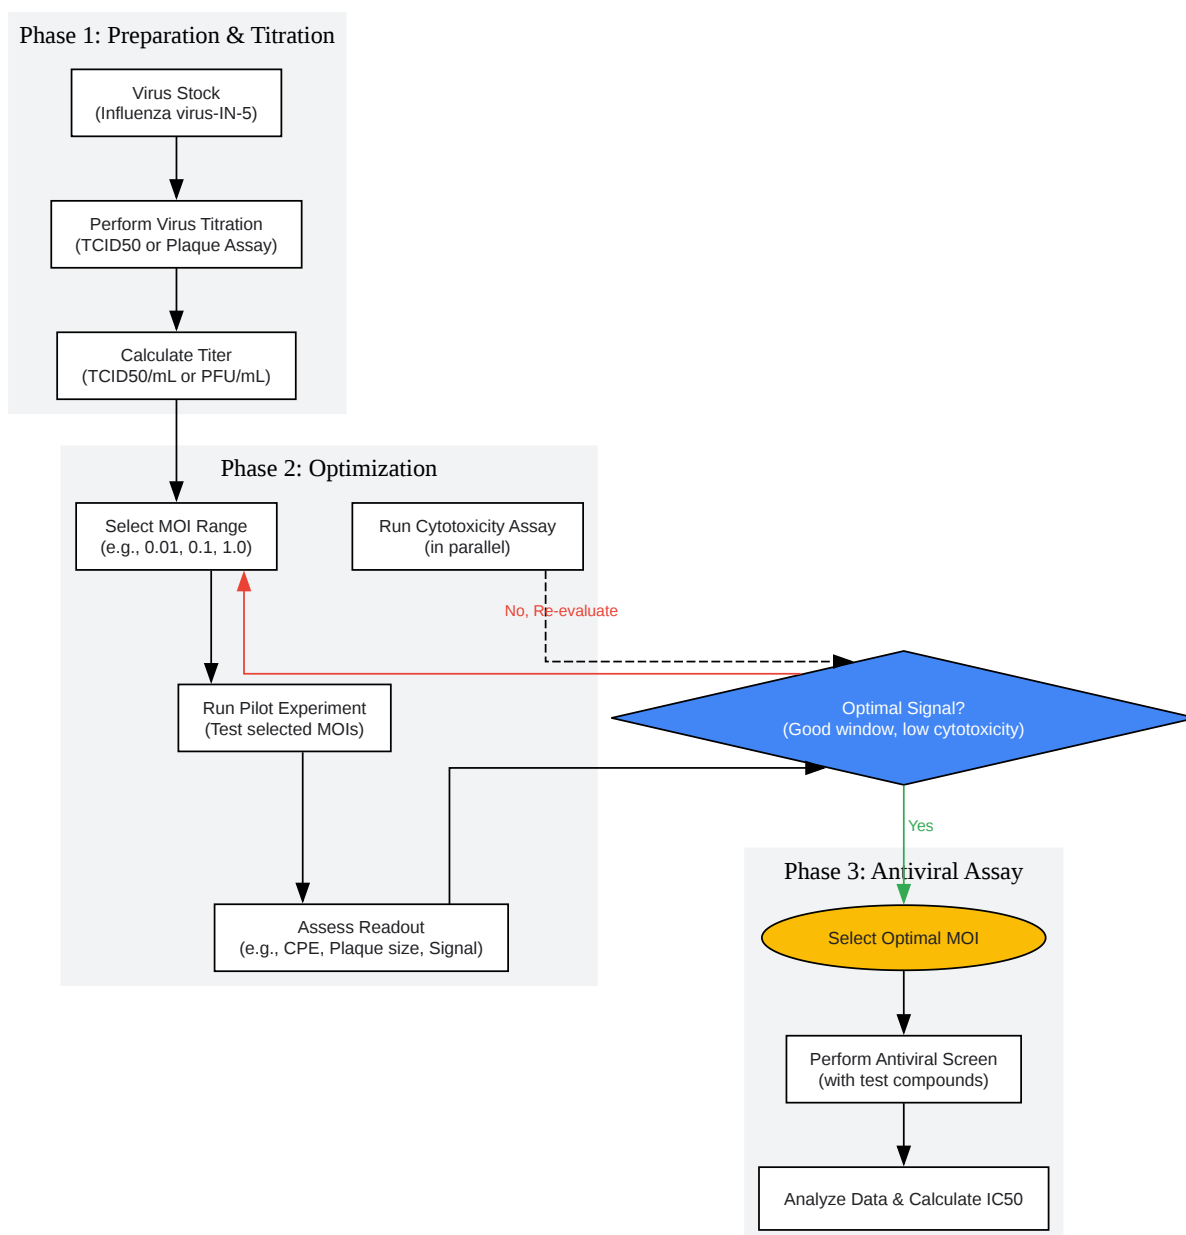 Phase 1: Preparation & Titration
Virus Stock
(Influenza virus-IN-5)
Perform Virus Titration
(TCID50 or Plaque Assay)
Calculate Titer
(TCID50/mL or PFU/mL)
Phase 2: Optimization
Select MOI Range
(e.g., 0.01, 0.1, 1.0)
Run Cytotoxicity Assay
(in parallel)
No, Re-evaluate
Run Pilot Experiment
(Test selected MOIs)
Optimal Signal?
(Good window, low cytotoxicity)
Assess Readout
(e.g., CPE, Plaque size, Signal)
Yes
Phase 3: Antiviral Assay
Select Optimal MOI
Perform Antiviral Screen
(with test compounds)
Analyze Data & Calculate IC50